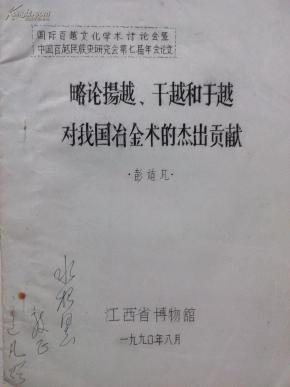 国际百越文化学术讨论会暨
中国百越民族史研究会第七届年会论文
略论揚越、干越和于越
对我国冶金术的杰出贡献
·彭适凡·
江西省博物館
一九九〇年八月
教正